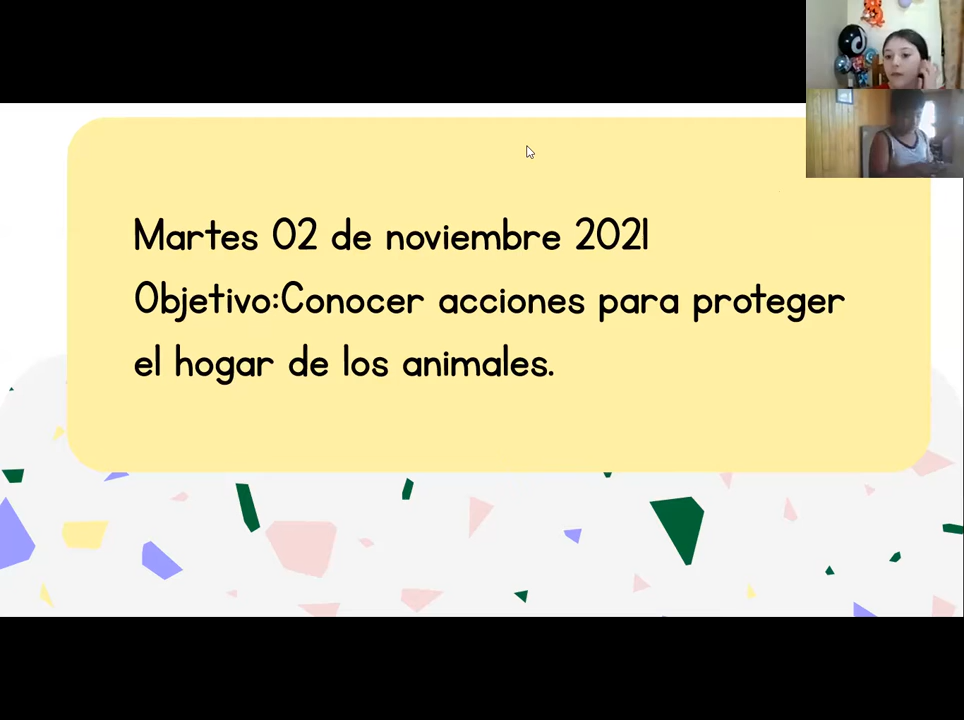 Martes 02 de noviembre 2021
Objetivo:Conocer acciones para proteger
el hogar de los animales.